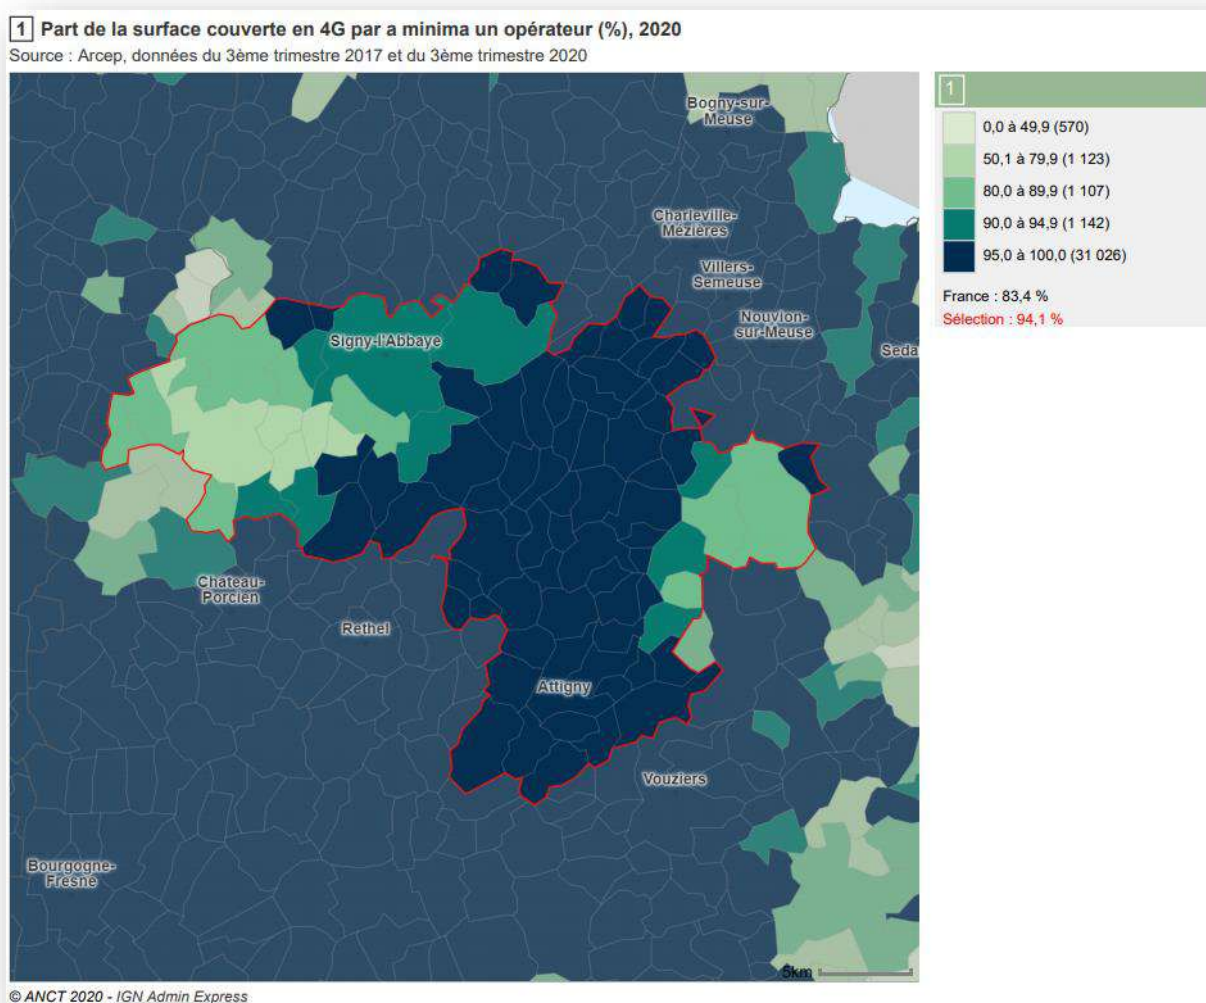 1 Part de la surface couverte en 4G par a minima un opérateur (%), 2020
Source : Arcep, données du 3ème trimestre 2017 et du 3ème trimestre 2020
1
0,0 à 49,9 (570)
50,1 à 79,9 (1 123)
80,0 à 89,9 (1 107)
90,0 à 94,9 (1 142)
95,0 à 100,0 (31 026)
France : 83,4 %
Sélection : 94,1 %
Bogny-sur-
Meuse
Charleville-
Mézières
Villers-
Semeuse
Nouvion-
sur-Meuse
Signy-l'Abbaye
Seda
Château-
Porcien
Rethel
Attigny
Vouziers
Bourgogne-
Fresne
5km
© ANCT 2020 - IGN Admin Express